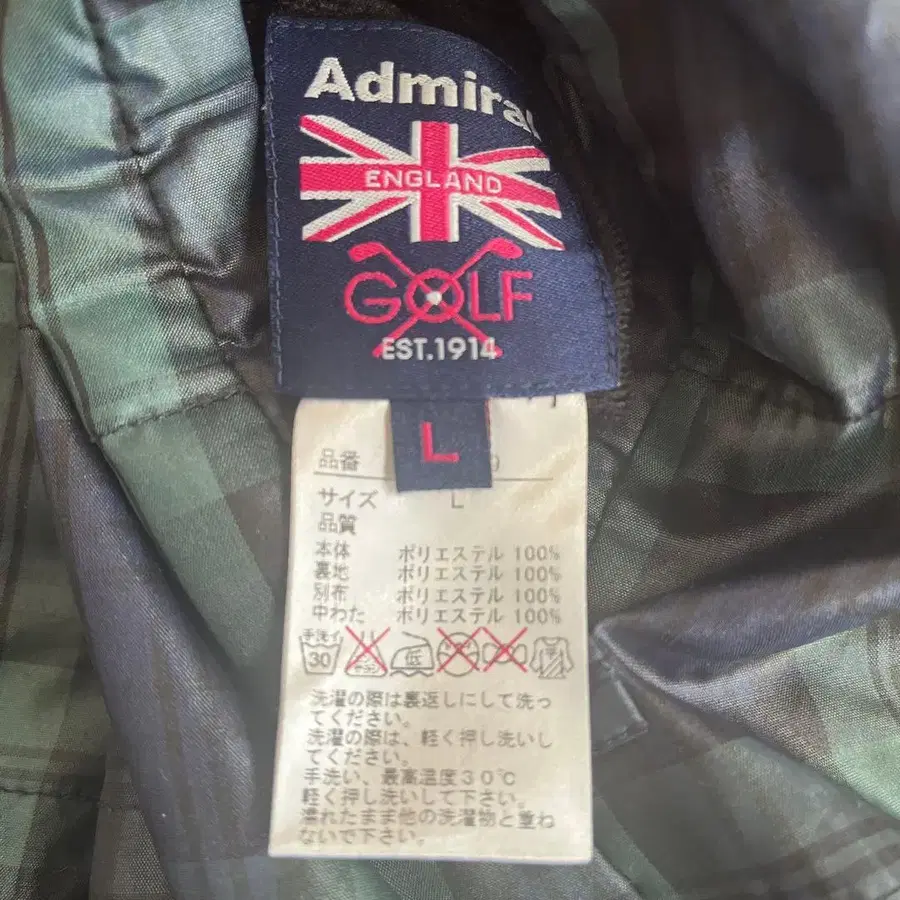 Admiral
ENGLAND
GOLF
EST.1914
L
品番 9
サイズ L
品質
本体 ポリエステル 100%
裏地 ポリエステル 100%
別布 ポリエステル 100%
中わた ポリエステル 100%
手洗イ
30 低
洗濯の際は裏返しにして洗っ
てください。
洗濯の際は、軽く押し洗いし
てください。
手洗い、最高温度30℃
軽く押し洗いして下さい。
濡れたまま他の洗濯物と重ね
ないで下さい。